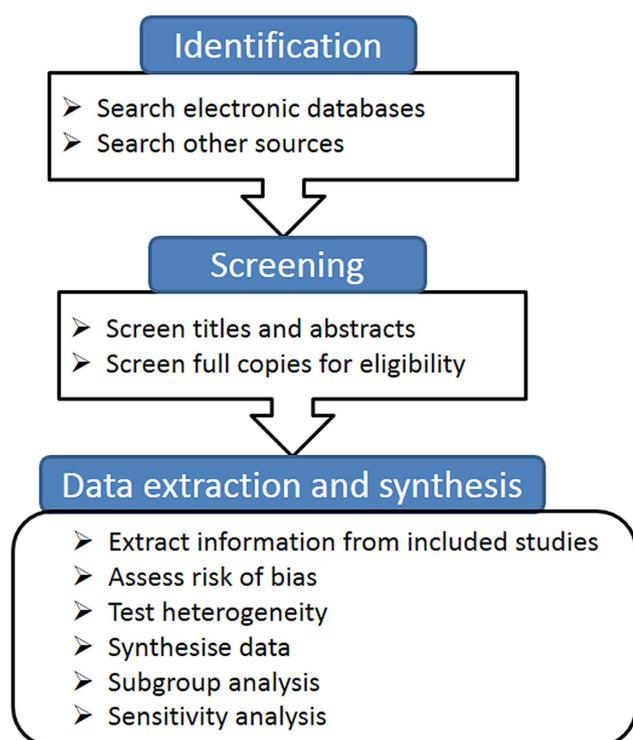 Identification
Search electronic databases
Search other sources
Screening
Screen titles and abstracts
Screen full copies for eligibility
Data extraction and synthesis
Extract information from included studies
Assess risk of bias
Test heterogeneity
Synthesise data
Subgroup analysis
Sensitivity analysis